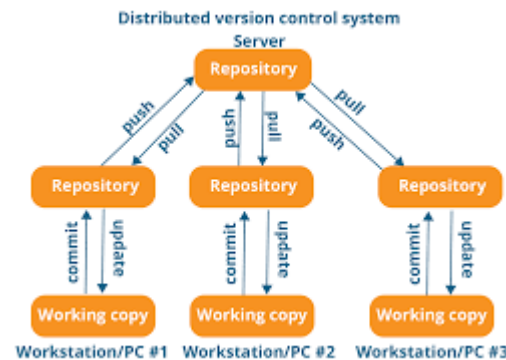 Distributed version control system
Server
Repository
push
pull
push
pull
push
pull
Repository
Repository
Repository
commit
update
commit
update
commit
update
Working copy
Working copy
Working copy
Workstation/PC #1
Workstation/PC #2
Workstation/PC #3